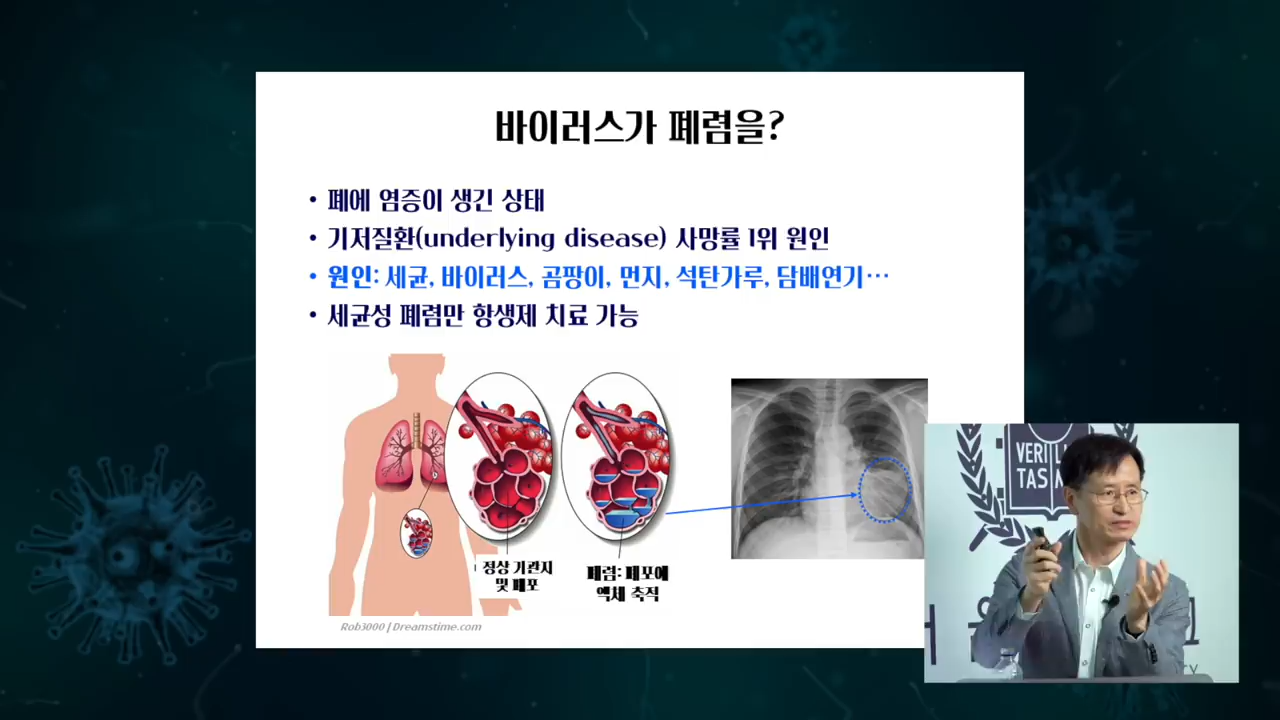 바이러스가 폐렴을?
• 폐에 염증이 생긴 상태
• 기저질환(underlying disease) 사망률 1위 원인
• 원인: 세균, 바이러스, 곰팡이, 먼지, 석탄가루, 담배연기…
• 세균성 폐렴만 항생제 치료 가능
정상 기관지
및 폐포
폐렴: 폐포에
액체 축적
Rob3000 | Dreamstime.com
VERI
TAS